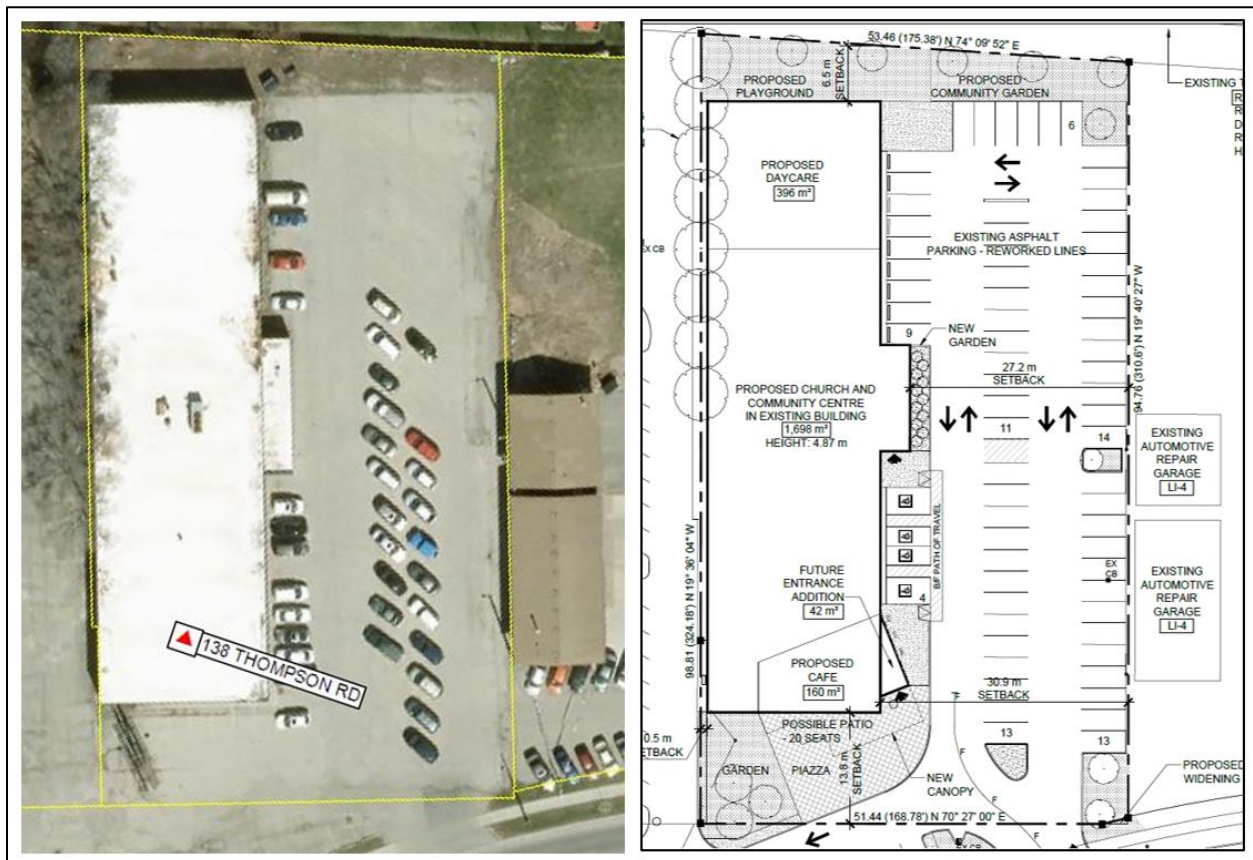 138 THOMPSON RD
53.46 (175.38') N 74° 09' 52" E
PROPOSED
PLAYGROUND
6.5 m
SETBACK
PROPOSED
COMMUNITY GARDEN
EXISTING
6
PROPOSED
DAYCARE
396 m²
EXISTING ASPHALT
PARKING - REWORKED LINES
EX CB
9
NEW
GARDEN
27.2 m
SETBACK
94.76 (310.6') N 19° 40' 27" W
PROPOSED CHURCH AND
COMMUNITY CENTRE
IN EXISTING BUILDING
1,698 m²
HEIGHT: 4.87 m
11
14
EXISTING
AUTOMOTIVE
REPAIR
GARAGE
LI-4
98.81 (324.18') N 19° 36' 04" W
B/F PATH OF TRAVEL
4
FUTURE
ENTRANCE
ADDITION
42 m²
EX
CB
EXISTING
AUTOMOTIVE
REPAIR
GARAGE
LI-4
PROPOSED
CAFE
160 m²
30.9 m
SETBACK
0.5 m
SETBACK
POSSIBLE PATIO
- 20 SEATS
13.8 m
SETBACK
GARDEN
PIAZZA
NEW
CANOPY
F
F
F
F
13
13
PROPOSED
WIDENING
51.44 (168.78') N 70° 27' 00" E
EX CB